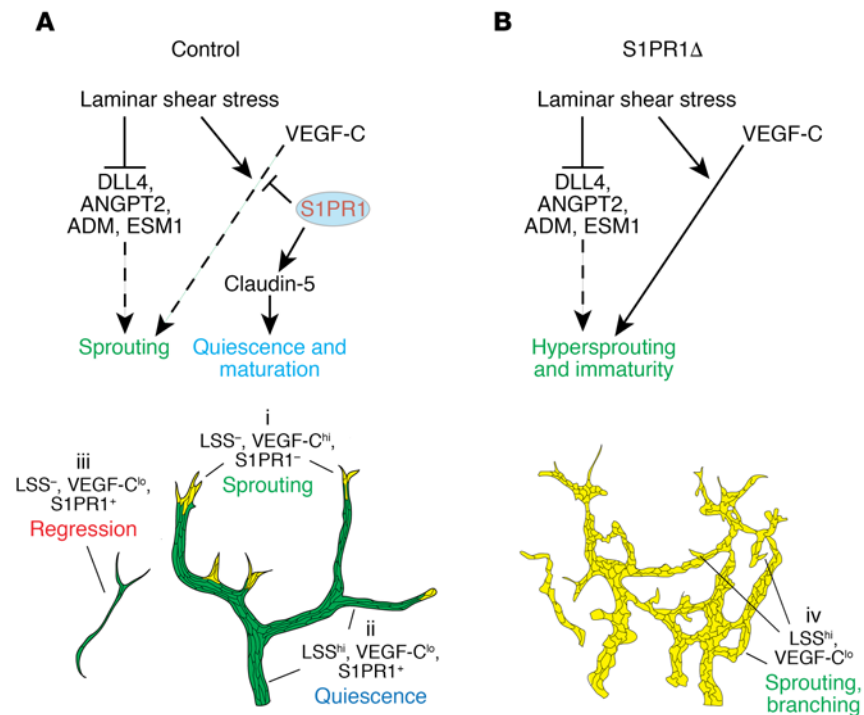 A
Control
Laminar shear stress
VEGF-C
DLL4,
ANGPT2,
ADM, ESM1
S1PR1
Claudin-5
Sprouting
Quiescence and
maturation
i
LSS⁻, VEGF-Cʰⁱ,
S1PR1⁻
Sprouting
iii
LSS⁻, VEGF-Cˡᵒ,
S1PR1⁺
Regression
ii
LSSʰⁱ, VEGF-Cˡᵒ,
S1PR1⁺
Quiescence
B
S1PR1Δ
Laminar shear stress
VEGF-C
DLL4,
ANGPT2,
ADM, ESM1
Hypersprouting
and immaturity
iv
LSSʰⁱ,
VEGF-Cˡᵒ
Sprouting,
branching